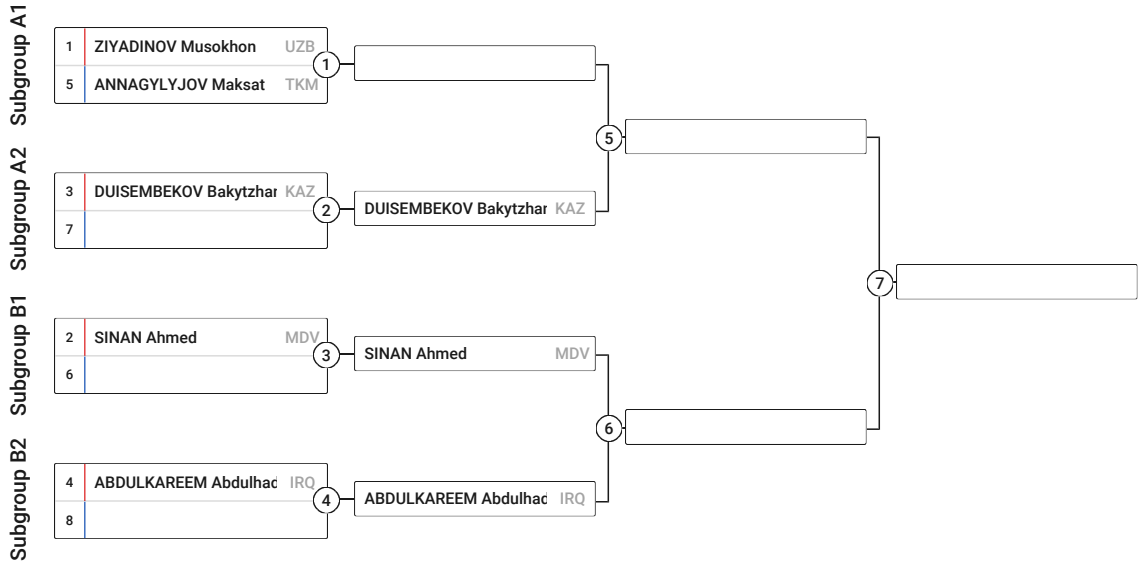 Subgroup A1
1 ZIYADINOV Musokhon UZB
5 ANNAGYLYJOV Maksat TKM
1
Subgroup A2
3 DUISEMBEKOV Bakytzhar KAZ
7
2
DUISEMBEKOV Bakytzhar KAZ
5
Subgroup B1
2 SINAN Ahmed MDV
6
3
SINAN Ahmed MDV
Subgroup B2
4 ABDULKAREEM Abdulhad IRQ
8
4
ABDULKAREEM Abdulhad IRQ
6
7